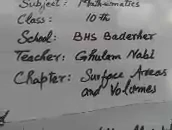 Subject: Mathematics
Class: 10th
School: BHS Baderher
Teacher: Ghulam Nabi
Chapter: Surface Areas
and Volumes